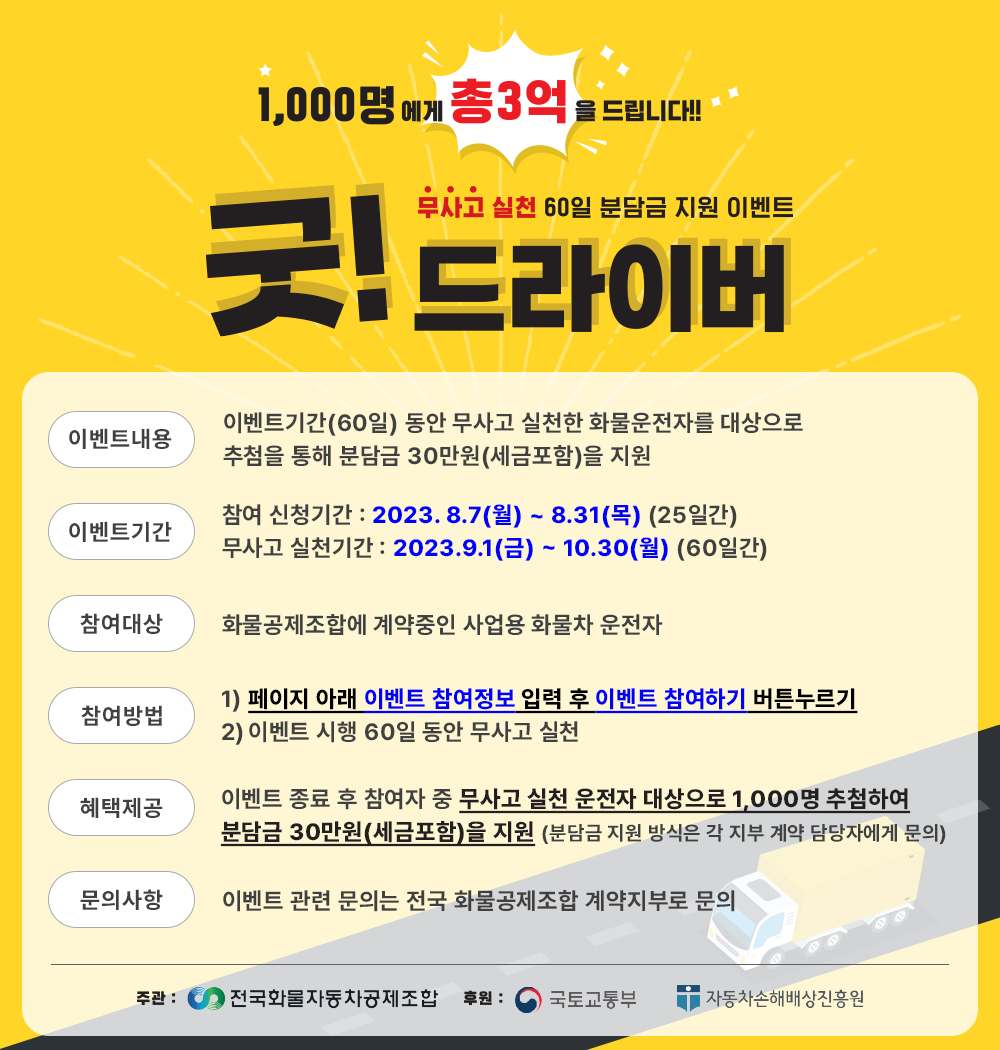 1,000명에게 총3억을 드립니다!!
무사고 실천 60일 분담금 지원 이벤트
굿! 드라이버
이벤트내용
이벤트기간(60일) 동안 무사고 실천한 화물운전자를 대상으로
추첨을 통해 분담금 30만원(세금포함)을 지원
이벤트기간
참여 신청기간 : 2023. 8.7(월) ~ 8.31(목) (25일간)
무사고 실천기간 : 2023.9.1(금) ~ 10.30(월) (60일간)
참여대상
화물공제조합에 계약중인 사업용 화물차 운전자
참여방법
1) 페이지 아래 이벤트 참여정보 입력 후 이벤트 참여하기 버튼누르기
2) 이벤트 시행 60일 동안 무사고 실천
혜택제공
이벤트 종료 후 참여자 중 무사고 실천 운전자 대상으로 1,000명 추첨하여
분담금 30만원(세금포함)을 지원 (분담금 지원 방식은 각 지부 계약 담당자에게 문의)
문의사항
이벤트 관련 문의는 전국 화물공제조합 계약지부로 문의
주관 : 전국화물자동차공제조합 후원 : 국토교통부 자동차손해배상진흥원